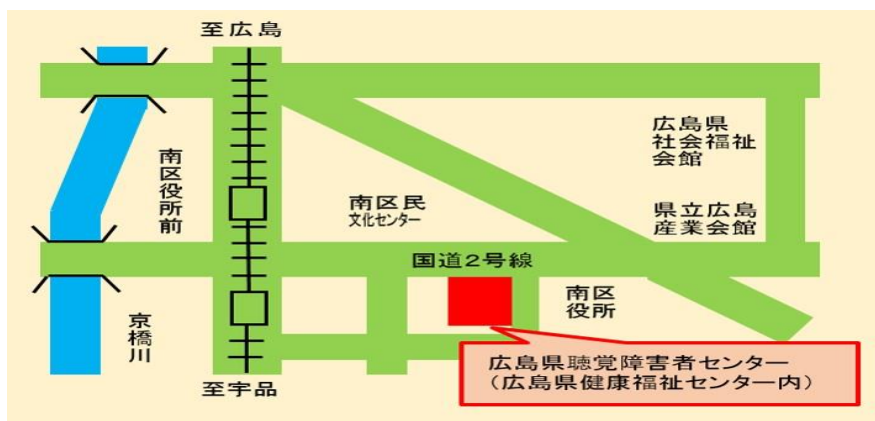 至広島
広島県
社会福祉
会館
南区役所前
南区民
文化センター
県立広島
産業会館
国道2号線
南区
役所
京橋川
広島県聴覚障害者センター
（広島県健康福祉センター内）
至宇品